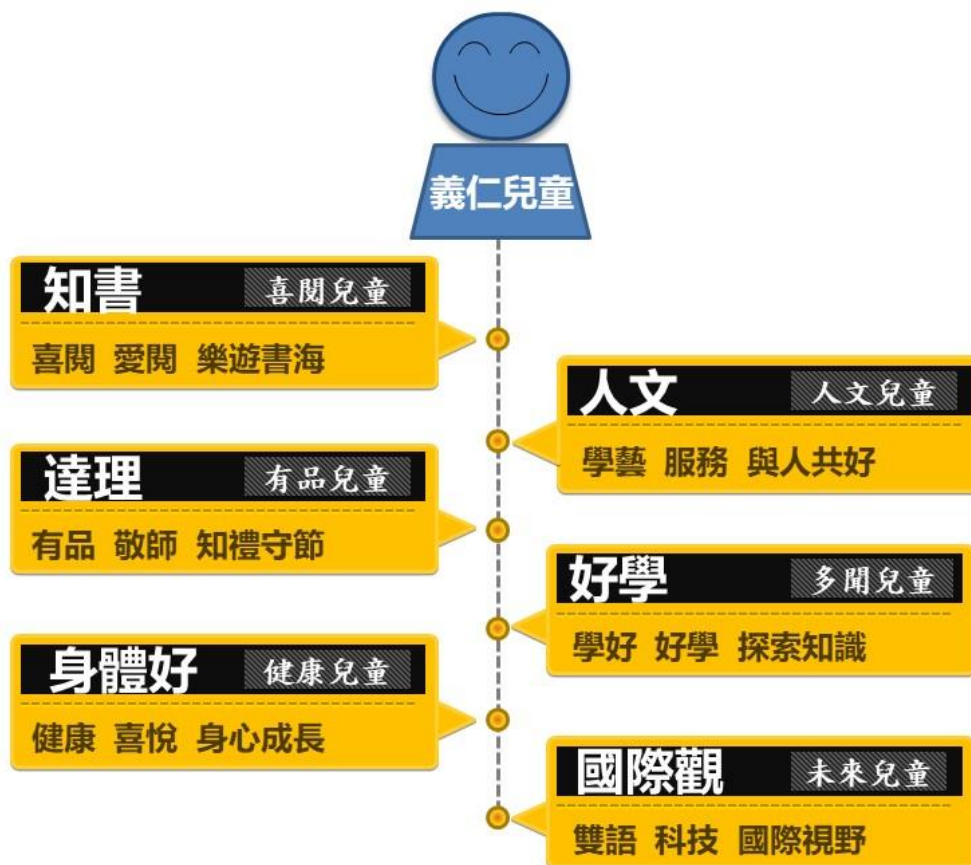 義仁兒童
知書 喜閱兒童
喜閱 愛閱 樂遊書海
人文 人文兒童
學藝 服務 與人共好
達理 有品兒童
有品 敬師 知禮守節
好學 多聞兒童
學好 好學 探索知識
身體好 健康兒童
健康 喜悅 身心成長
國際觀 未來兒童
雙語 科技 國際視野